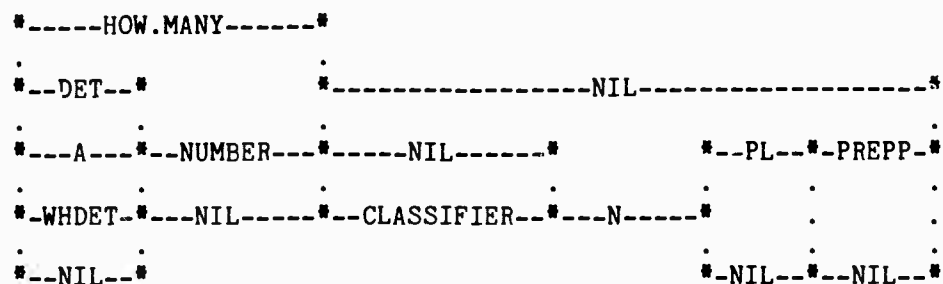 *-----HOW.MANY------*
. .
*--DET--* *-----------------NIL-------------------*
. . . .
*---A---*--NUMBER---*-----NIL------* *--PL--*-PREPP-*
. . . . . . .
*-WHDET-*---NIL-----*--CLASSIFIER--*---N-----* . .
. . . . .
*--NIL--* *-NIL--*--NIL--*